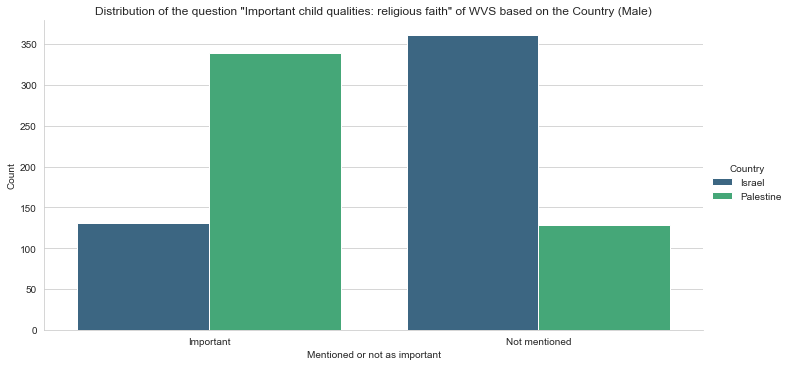 Distribution of the question "Important child qualities: religious faith" of WVS based on the Country (Male)
350
300
250
200
150
100
50
0
Count
Important
Not mentioned
Mentioned or not as important
Country
Israel
Palestine